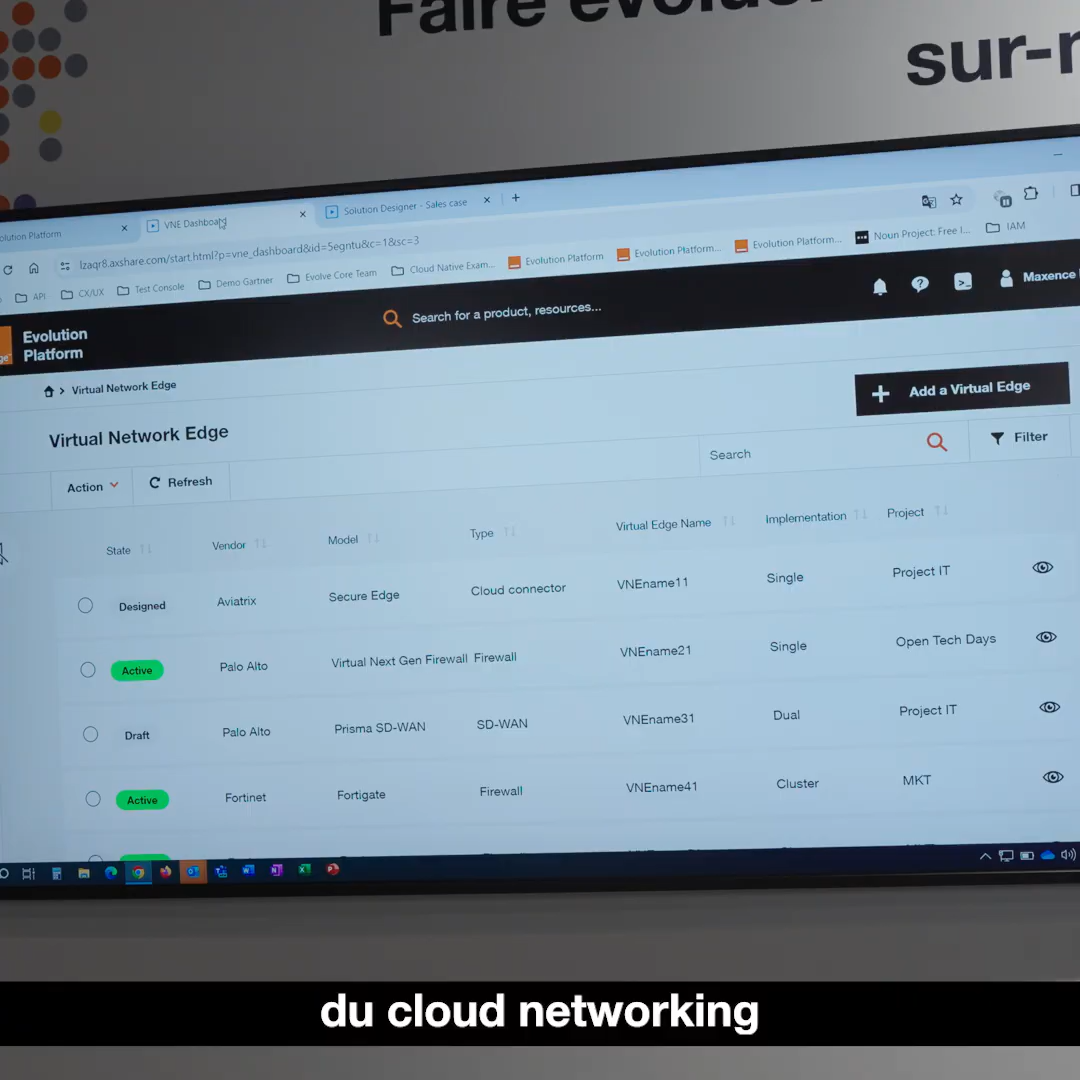 Faire évoluer
sur-
olution Platform
VNE Dashboard
Solution Designer - Sales case
lzaqr8.axshare.com/start.html?p=vne_dashboard&id=5egntu&c=1&sc=3
API
CX/UX
Test Console
Demo Gartner
Evolve Core Team
Cloud Native Exam...
Evolution Platform
Evolution Platform...
Evolution Platform...
Noun Project: Free I...
IAM
Evolution
Platform
Search for a product, resources...
Maxence
> Virtual Network Edge
Virtual Network Edge
+ Add a Virtual Edge
Action
Refresh
Search
Filter
State Vendor Model Type Virtual Edge Name Implementation Project
Designed Aviatrix Secure Edge Cloud connector VNEname11 Single Project IT
Active Palo Alto Virtual Next Gen Firewall Firewall VNEname21 Single Open Tech Days
Draft Palo Alto Prisma SD-WAN SD-WAN VNEname31 Dual Project IT
Active Fortinet Fortigate Firewall VNEname41 Cluster MKT
du cloud networking